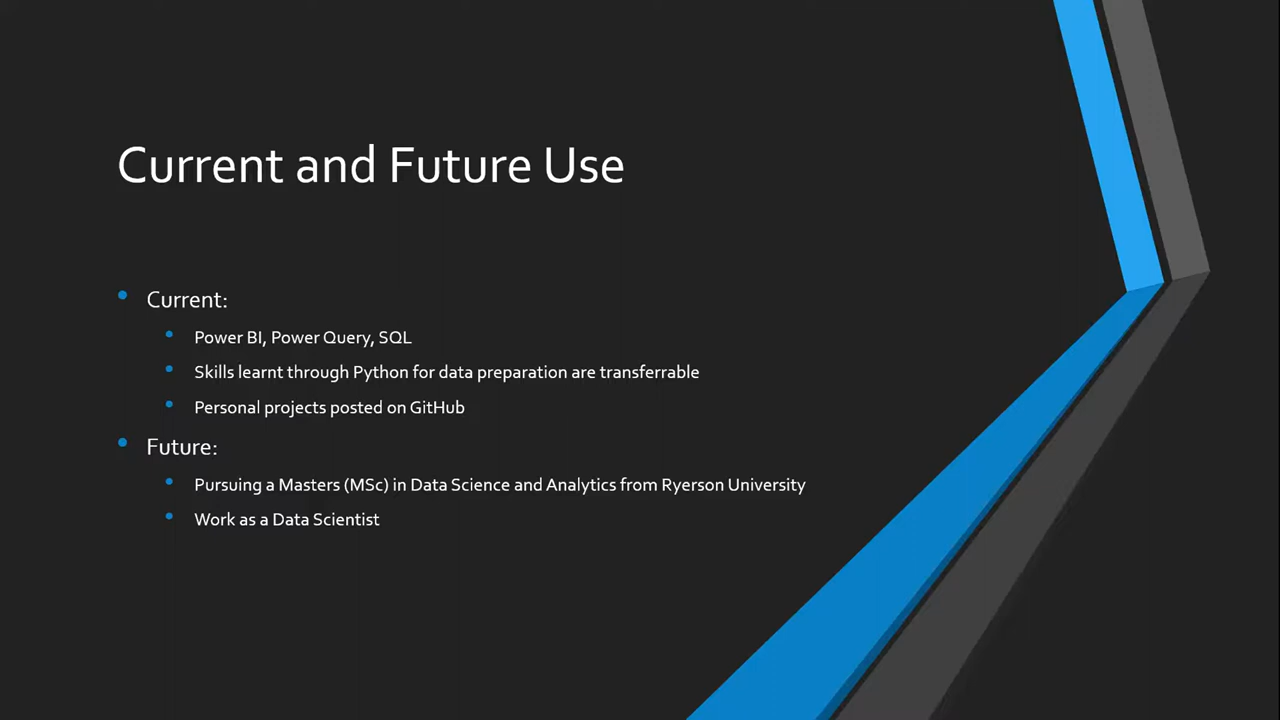 Current and Future Use
Current:
Power BI, Power Query, SQL
Skills learnt through Python for data preparation are transferrable
Personal projects posted on GitHub
Future:
Pursuing a Masters (MSc) in Data Science and Analytics from Ryerson University
Work as a Data Scientist